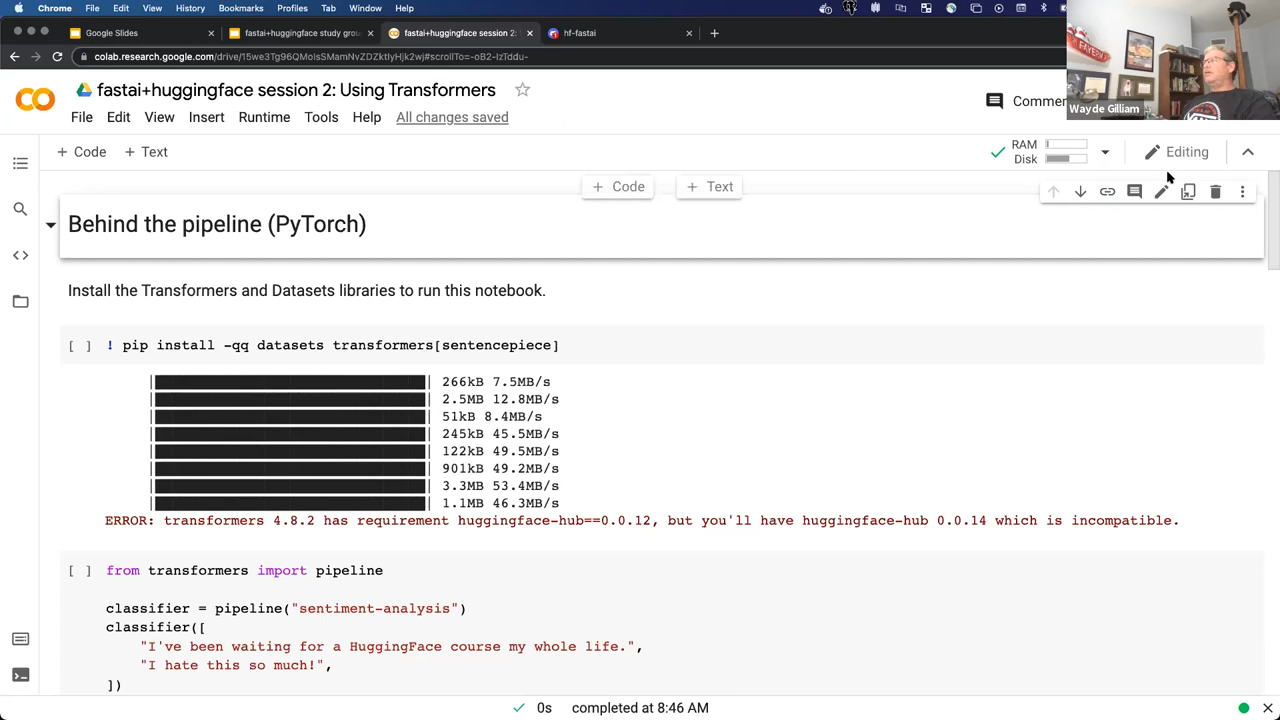 Chrome File Edit View History Bookmarks Profiles Tab Window Help
Google Slides × fastai+huggingface study grou × fastai+huggingface session 2: × hf-fastai × +
colab.research.google.com/drive/15we3Tg96QMolsSMamNvZDZktlyHjk2wj#scrollTo=-oB2-IzTddu-
Wayde Gilliam
fastai+huggingface session 2: Using Transformers
File Edit View Insert Runtime Tools Help All changes saved
Comme
+ Code + Text
RAM
Disk
Editing
+ Code + Text
Behind the pipeline (PyTorch)
Install the Transformers and Datasets libraries to run this notebook.
[ ] ! pip install -qq datasets transformers[sentencepiece]
266kB 7.5MB/s
2.5MB 12.8MB/s
51kB 8.4MB/s
245kB 45.5MB/s
122kB 49.5MB/s
901kB 49.2MB/s
3.3MB 53.4MB/s
1.1MB 46.3MB/s
ERROR: transformers 4.8.2 has requirement huggingface-hub==0.0.12, but you'll have huggingface-hub 0.0.14 which is incompatible.
[ ] from transformers import pipeline
classifier = pipeline("sentiment-analysis")
classifier([
"I've been waiting for a HuggingFace course my whole life.",
"I hate this so much!",
])
0s completed at 8:46 AM